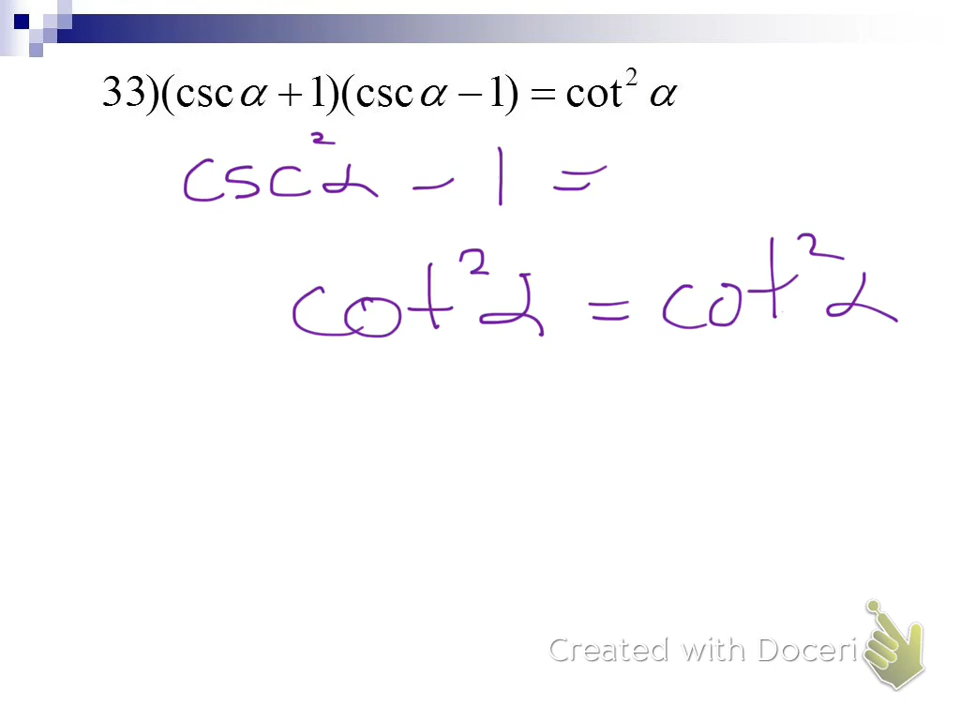 33)(csc α + 1)(csc α − 1) = cot² α
csc²α − 1 =
cot²α = cot²α
Created with Doceri